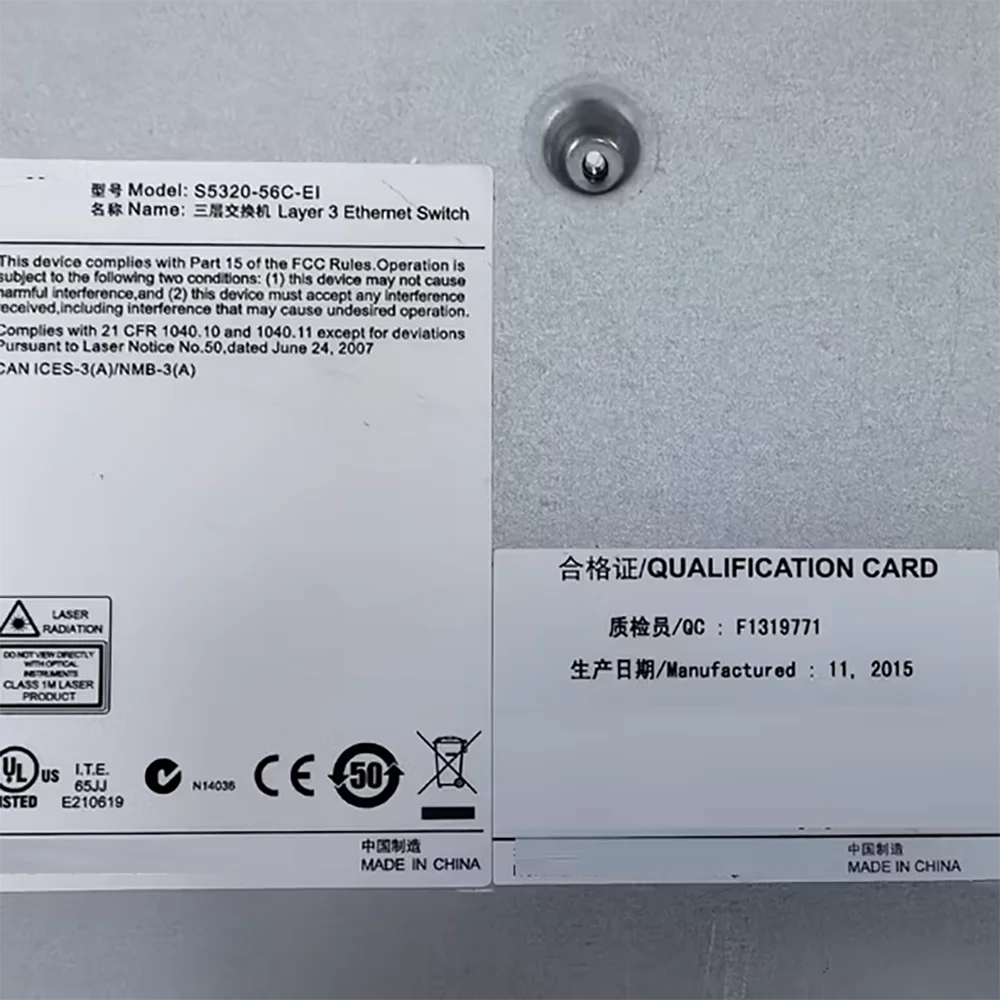 型号 Model: S5320-56C-EI
名称 Name: 三层交换机 Layer 3 Ethernet Switch
This device complies with Part 15 of the FCC Rules.Operation is
subject to the following two conditions: (1) this device may not cause
harmful interference,and (2) this device must accept any interference
received,including interference that may cause undesired operation.
Complies with 21 CFR 1040.10 and 1040.11 except for deviations
Pursuant to Laser Notice No.50,dated June 24, 2007
CAN ICES-3(A)/NMB-3(A)
LASER
RADIATION
DO NOT VIEW DIRECTLY
WITH OPTICAL
INSTRUMENTS
CLASS 1M LASER
PRODUCT
UL US
LISTED
I.T.E.
65JJ
E210619
N14036
CE
50
中国制造
MADE IN CHINA
合格证/QUALIFICATION CARD
质检员/QC : F1319771
生产日期/Manufactured : 11, 2015
中国制造
MADE IN CHINA